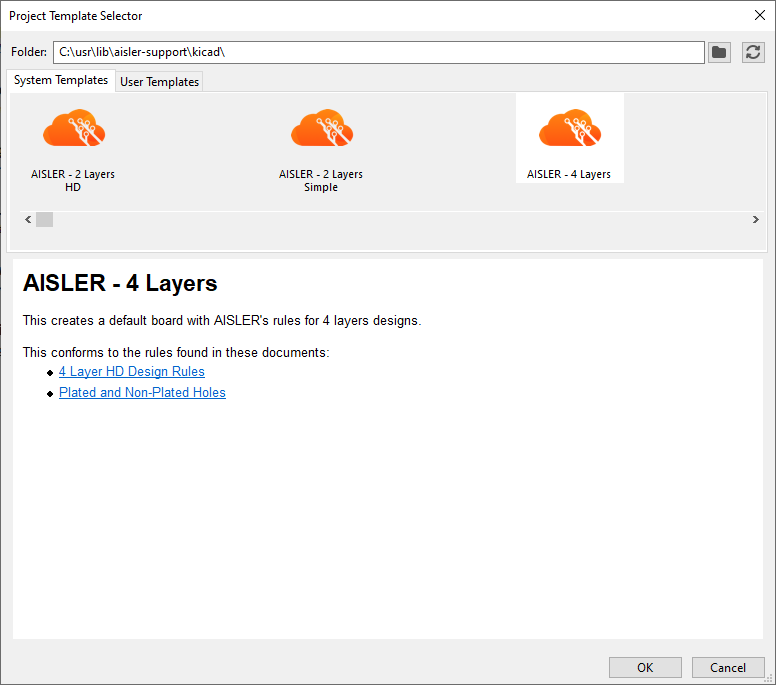 Project Template Selector
Folder: C:\usr\lib\aisler-support\kicad\
System Templates User Templates
AISLER - 2 Layers
HD
AISLER - 2 Layers
Simple
AISLER - 4 Layers
AISLER - 4 Layers
This creates a default board with AISLER's rules for 4 layers designs.
This conforms to the rules found in these documents:
4 Layer HD Design Rules
Plated and Non-Plated Holes
OK Cancel